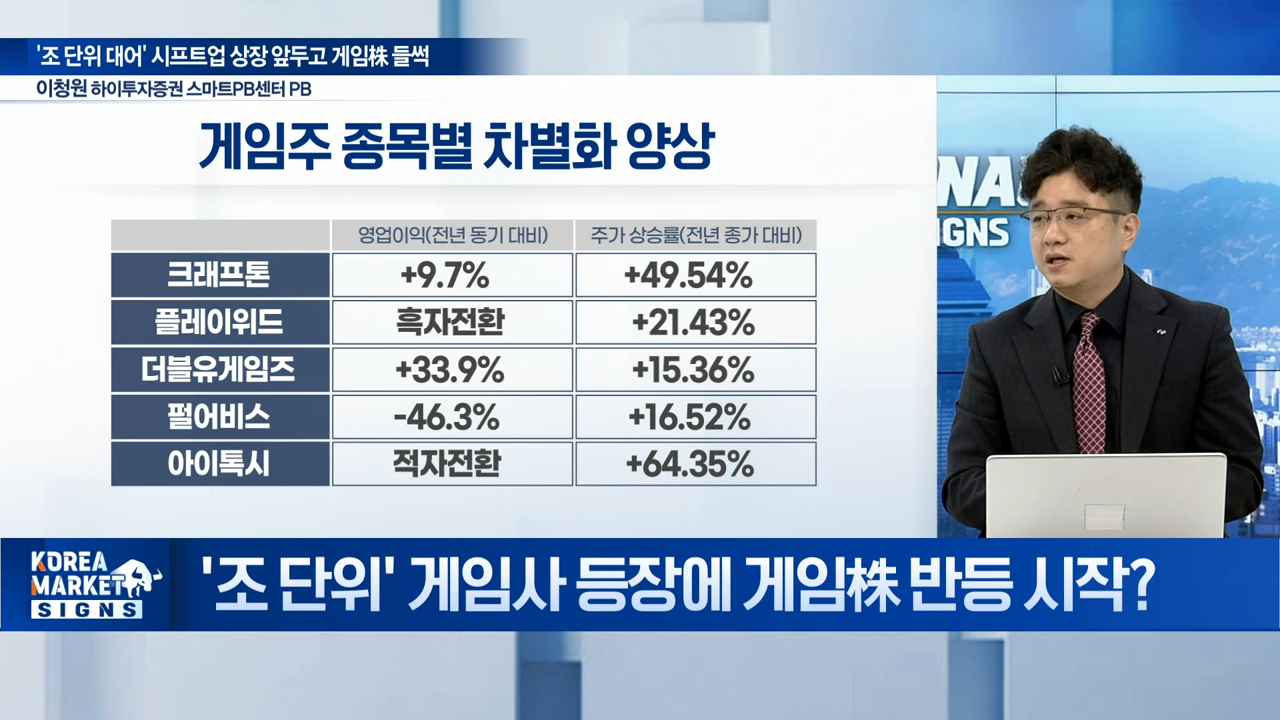 '조 단위 대어' 시프트업 상장 앞두고 게임株 들썩
이청원 하이투자증권 스마트PB센터 PB
게임주 종목별 차별화 양상
영업이익(전년 동기 대비) 주가 상승률(전년 종가 대비)
크래프톤 +9.7% +49.54%
플레이위드 흑자전환 +21.43%
더블유게임즈 +33.9% +15.36%
펄어비스 -46.3% +16.52%
아이톡시 적자전환 +64.35%
NA
IGNS
KOREA
MARKET
SIGNS
'조 단위' 게임사 등장에 게임株 반등 시작?